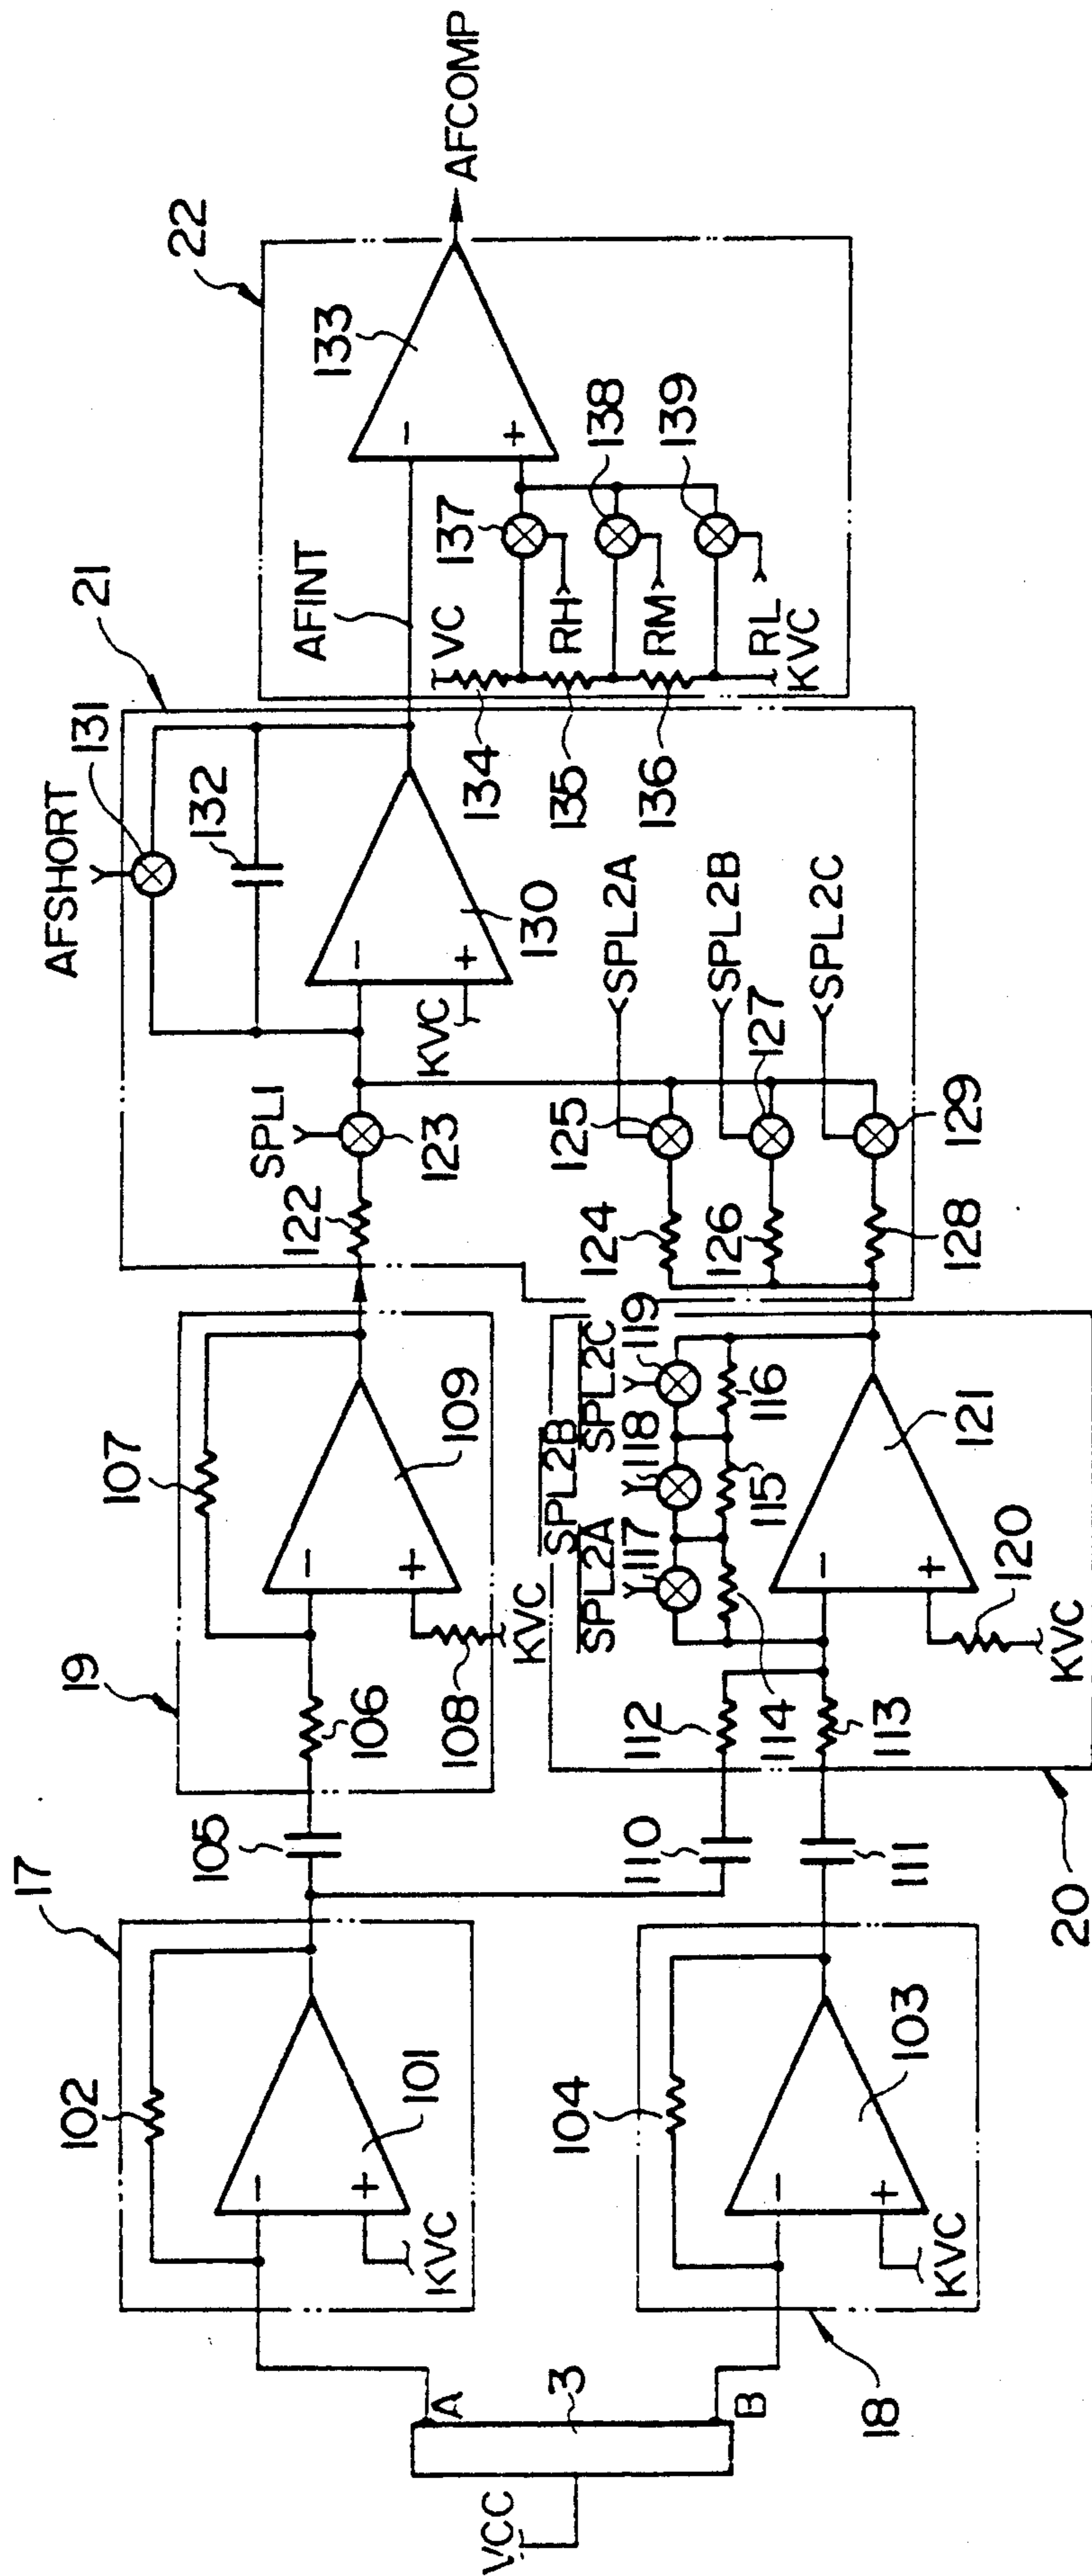 VCC
3
A
B
17
102
101
KVC
18
104
103
KVC
105
110
111
19
106
107
109
108
KVC
20
112
113
114
115
116
SPL2A
SPL2B
SPL2C
117
118
119
120
121
KVC
21
AFSHORT
131
132
SPL1
122
123
KVC
130
124
125
126
127
128
129
SPL2A
SPL2B
SPL2C
22
AFINT
VC
134
135
136
137
138
139
RH
RM
RL
KVC
133
AFCOMP